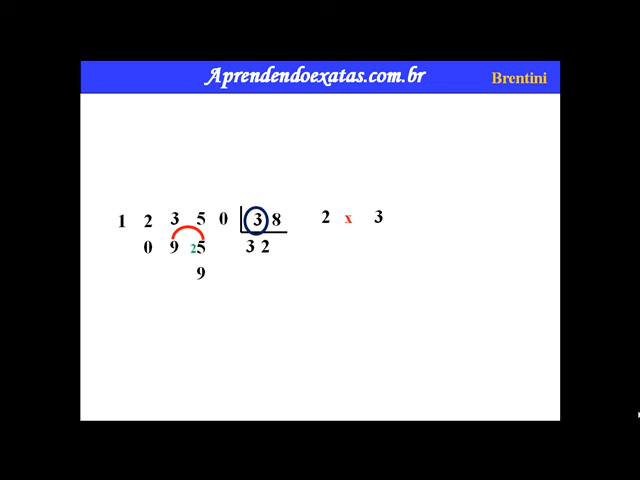 Aprendendoexatas.com.br Brentini
1 2 3 5 0 3 8 2 x 3
0 9 2 5 3 2
9